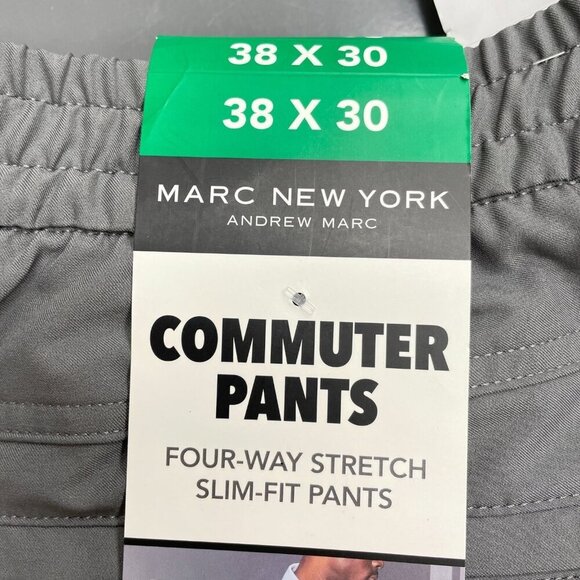 38 X 30
38 X 30
MARC NEW YORK
ANDREW MARC
COMMUTER
PANTS
FOUR-WAY STRETCH
SLIM-FIT PANTS